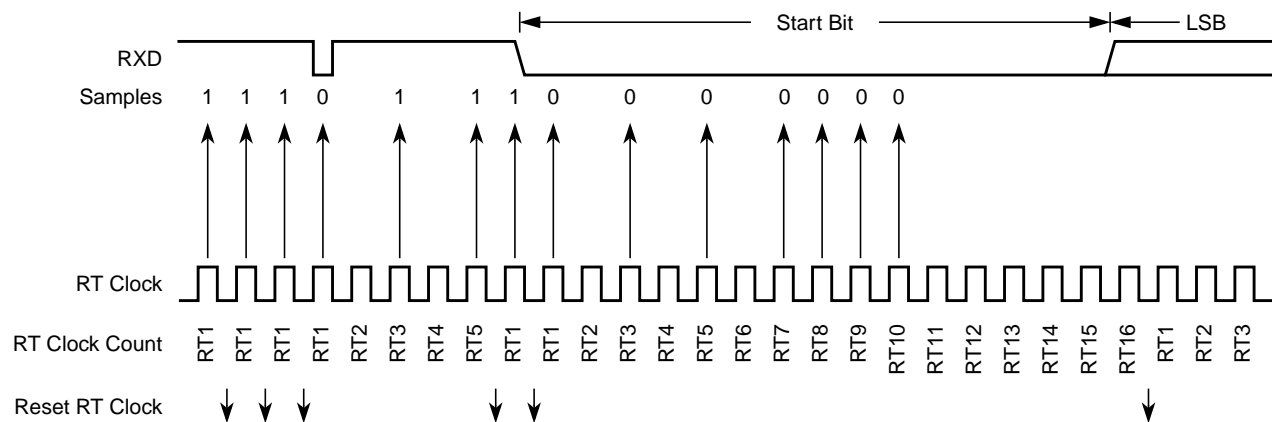 Start Bit LSB
RXD
Samples 1 1 1 0 1 1 1 0 0 0 0 0 0 0
RT Clock
RT Clock Count RT1 RT1 RT1 RT1 RT2 RT3 RT4 RT5 RT1 RT1 RT2 RT3 RT4 RT5 RT6 RT7 RT8 RT9 RT10 RT11 RT12 RT13 RT14 RT15 RT16 RT1 RT2 RT3
Reset RT Clock